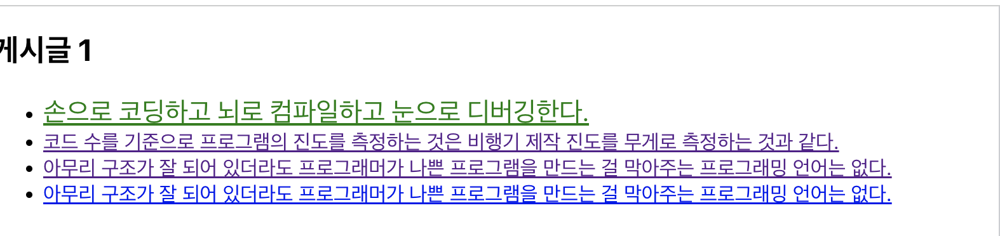 게시글 1
손으로 코딩하고 뇌로 컴파일하고 눈으로 디버깅한다.
코드 수를 기준으로 프로그램의 진도를 측정하는 것은 비행기 제작 진도를 무게로 측정하는 것과 같다.
아무리 구조가 잘 되어 있더라도 프로그래머가 나쁜 프로그램을 만드는 걸 막아주는 프로그래밍 언어는 없다.
아무리 구조가 잘 되어 있더라도 프로그래머가 나쁜 프로그램을 만드는 걸 막아주는 프로그래밍 언어는 없다.